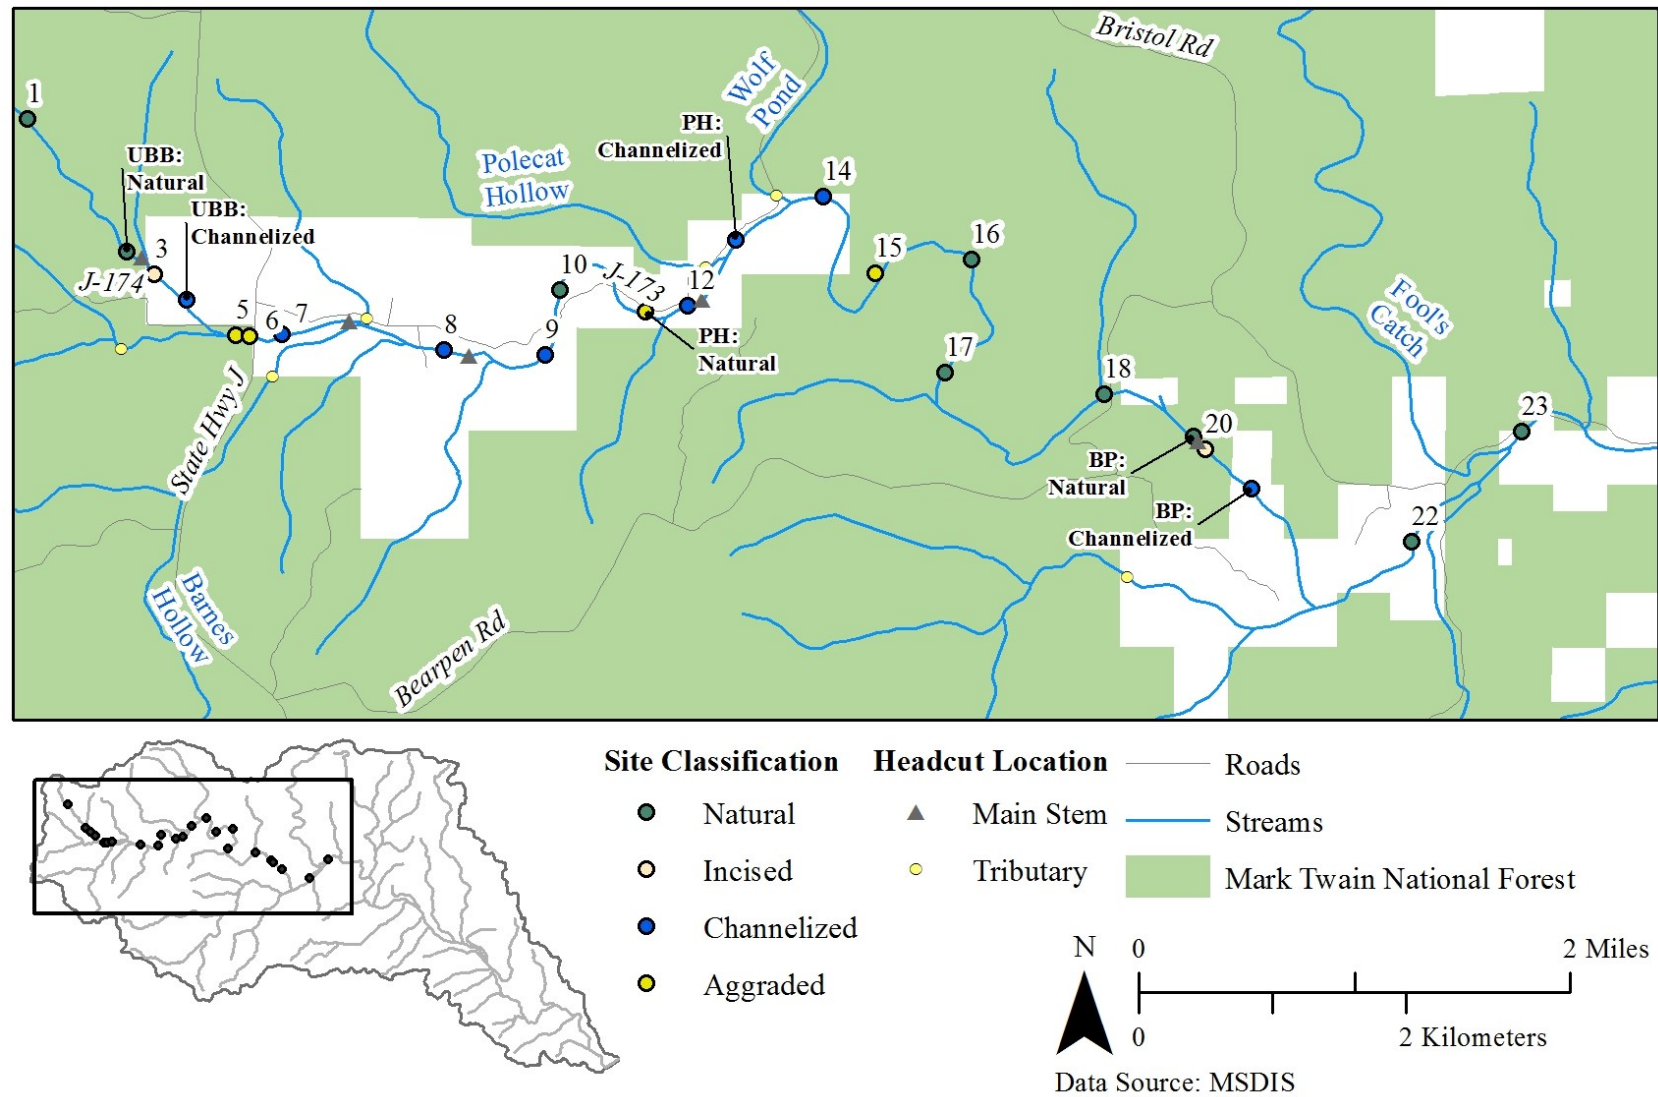 Bristol Rd
1
Wolf
Pond
PH:
Channelized
UBB:
Natural
Polecat
Hollow
14
UBB:
Channelized
3
15
16
10
J-173
12
J-174
5
6
7
8
9
PH:
Natural
17
18
Fool's
Catch
State Hwy J
20
23
BP:
Natural
BP:
Channelized
22
Barnes
Hollow
Bearpen Rd
Site Classification
Natural
Incised
Channelized
Aggraded
Headcut Location
Main Stem
Tributary
Roads
Streams
Mark Twain National Forest
N
0
2 Miles
0
2 Kilometers
Data Source: MSDIS